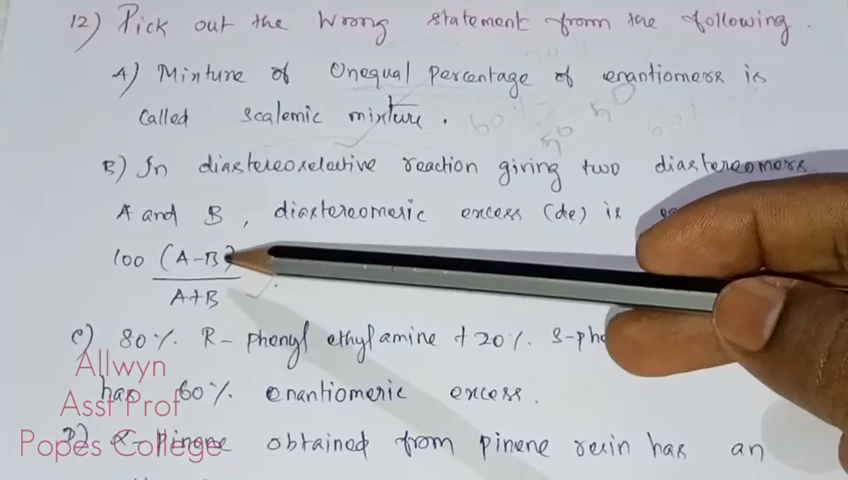 12) Pick out the Wrong statement from the following.
A) Mixture of Unequal percentage of enantiomers is
called scalemic mixture.
B) In diastereoselective reaction giving two diastereomers
A and B, diastereomeric excess (de) is
100 (A-B)
A+B
C) 80% R- phenyl ethylamine + 20% S-phe
has 60% enantiomeric excess.
D) α- Pinene obtained from pinene resin has an
Allwyn
Asst Prof
Popes College